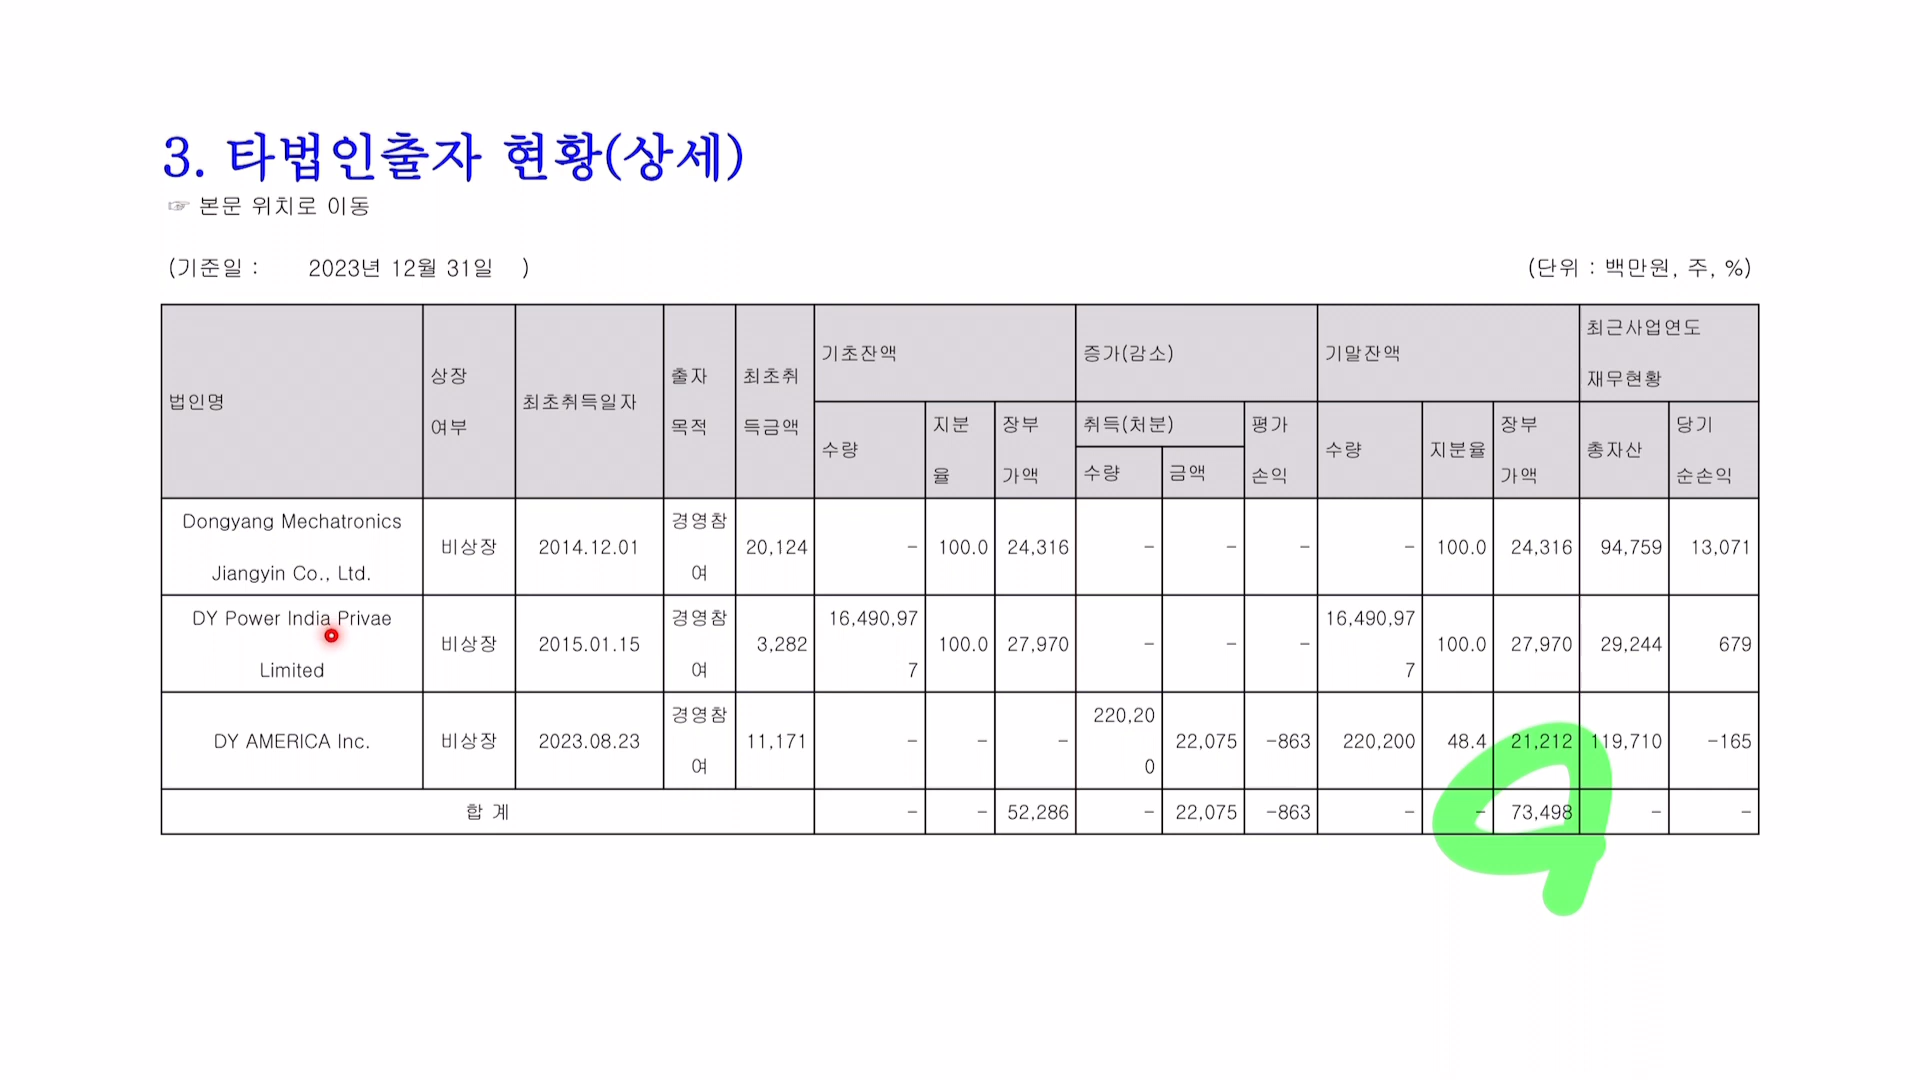 3. 타법인출자 현황(상세)
☞ 본문 위치로 이동
(기준일 : 2023년 12월 31일 )
(단위 : 백만원, 주, %)
법인명 상장 여부 최초취득일자 출자 목적 최초취 득금액 기초잔액 증가(감소) 기말잔액 최근사업연도 재무현황
수량 지분 율 장부 가액 취득(처분) 평가 손익 수량 지분율 장부 가액 총자산 당기 순손익
수량 금액
Dongyang Mechatronics Jiangyin Co., Ltd. 비상장 2014.12.01 경영참 여 20,124 - 100.0 24,316 - - - - 100.0 24,316 94,759 13,071
DY Power India Privae Limited 비상장 2015.01.15 경영참 여 3,282 16,490,97 7 100.0 27,970 - - - 16,490,97 7 100.0 27,970 29,244 679
DY AMERICA Inc. 비상장 2023.08.23 경영참 여 11,171 - - - 220,20 0 22,075 -863 220,200 48.4 21,212 119,710 -165
합 계 - - 52,286 - 22,075 -863 - - 73,498 - -